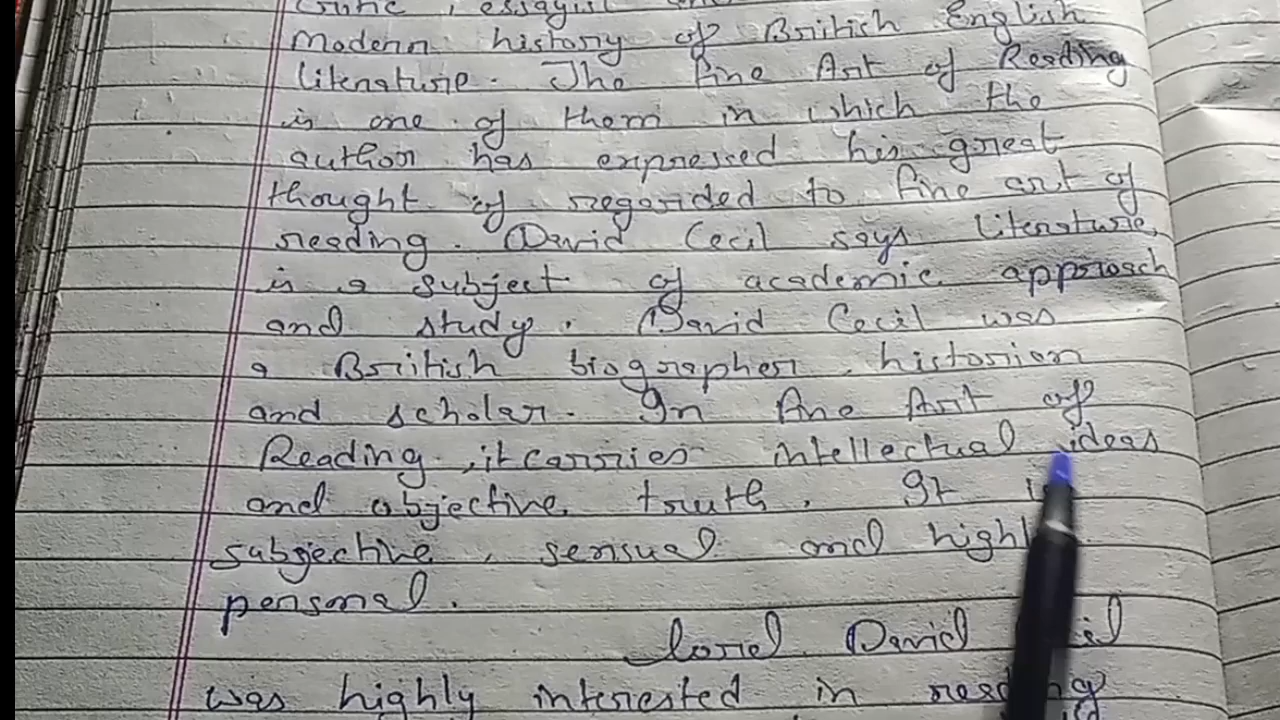 critic, essayist
Modern history of British English
literature. The Fine Art of Reading
is one of them in which the
author has expressed his great
thought of regarded to fine art of
reading. David Cecil says literature,
is a subject of academic approach
and study. David Cecil was
a British biographer, historian
and scholar. In fine Art of
Reading, it carries intellectual ideas
and objective truth. It
subjective, sensual and highl
personal.
Lord David
was highly interested in reading